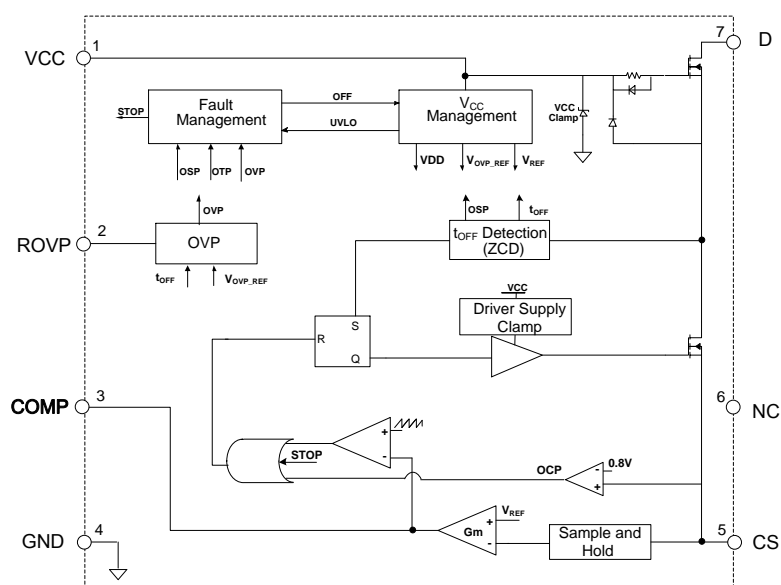 1
VCC
7
D
Fault
Management
STOP
OFF
UVLO
VCC
Management
VCC
Clamp
OSP
OTP
OVP
VDD
VOVP_REF
VREF
OVP
OSP
tOFF
2
ROVP
OVP
tOFF Detection
(ZCD)
tOFF
VOVP_REF
VCC
Driver Supply
Clamp
S
R
Q
3
COMP
6
NC
+
-
STOP
OCP
-
0.8V
+
VREF
+
Gm
-
Sample and
Hold
4
GND
5
CS